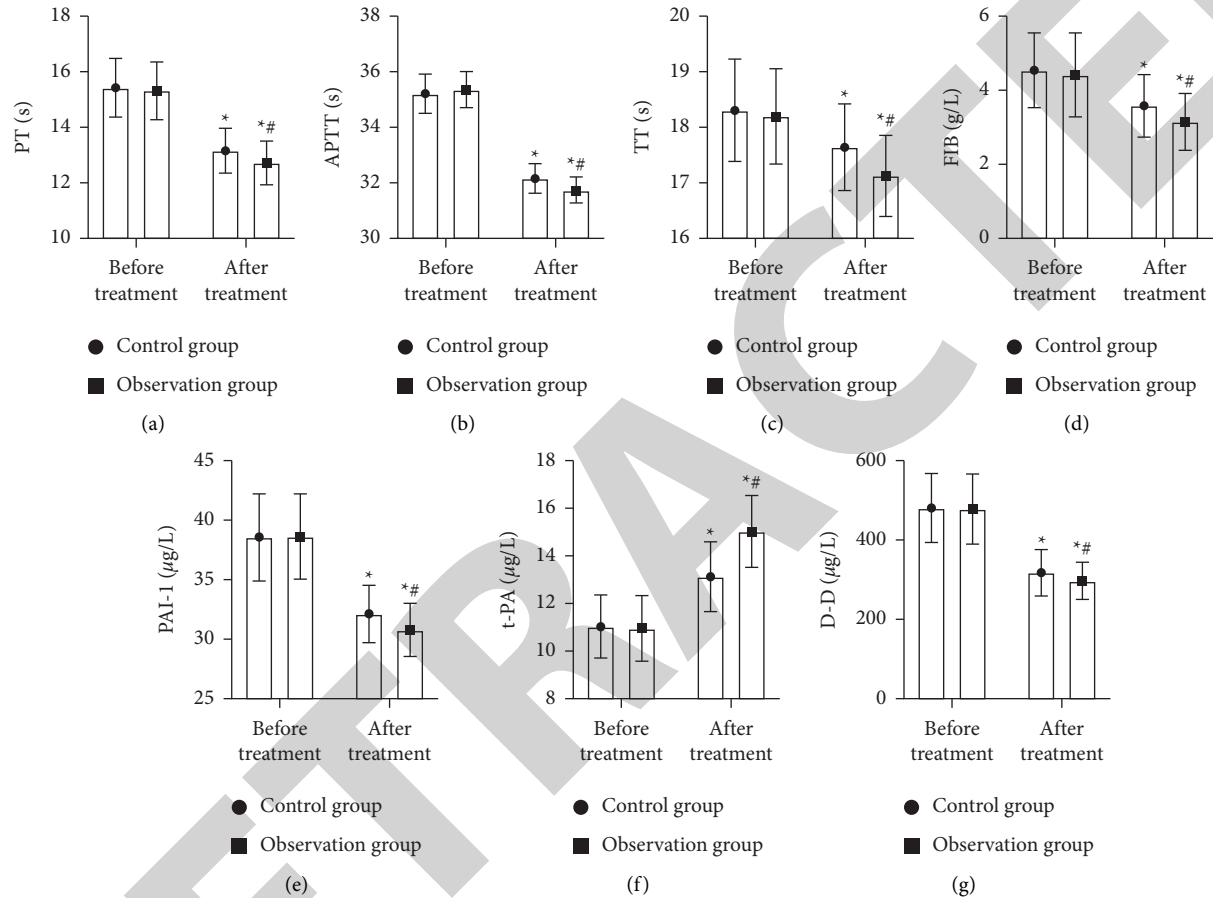 18
16
14
12
10
PT (s)
* *#
Before treatment
After treatment
Control group
Observation group
(a)
38
36
34
32
30
APTT (s)
* *#
Before treatment
After treatment
Control group
Observation group
(b)
20
19
18
17
16
TT (s)
* *#
Before treatment
After treatment
Control group
Observation group
(c)
6
4
2
0
FIB (g/L)
* *#
Before treatment
After treatment
Control group
Observation group
(d)
45
40
35
30
25
PAI-1 (μg/L)
* *#
Before treatment
After treatment
Control group
Observation group
(e)
18
16
14
12
10
8
t-PA (μg/L)
* *#
Before treatment
After treatment
Control group
Observation group
(f)
600
400
200
0
D-D (μg/L)
* *#
Before treatment
After treatment
Control group
Observation group
(g)
ETRACTE